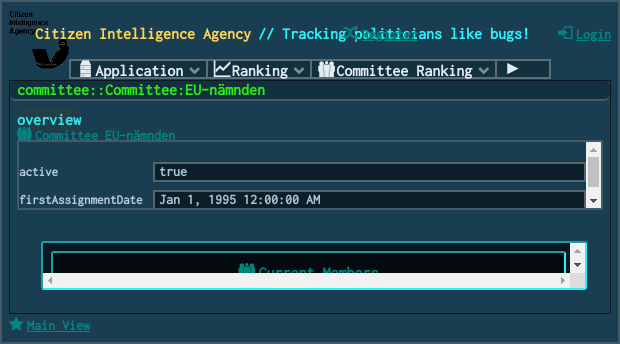 Citizen
Intelligence
Agency
Citizen Intelligence Agency // Tracking politicians like bugs!
Register
Login
Application
Ranking
Committee Ranking
committee::Committee:EU-nämnden
overview
Committee EU-nämnden
active
true
firstAssignmentDate
Jan 1, 1995 12:00:00 AM
Current Members
Main View